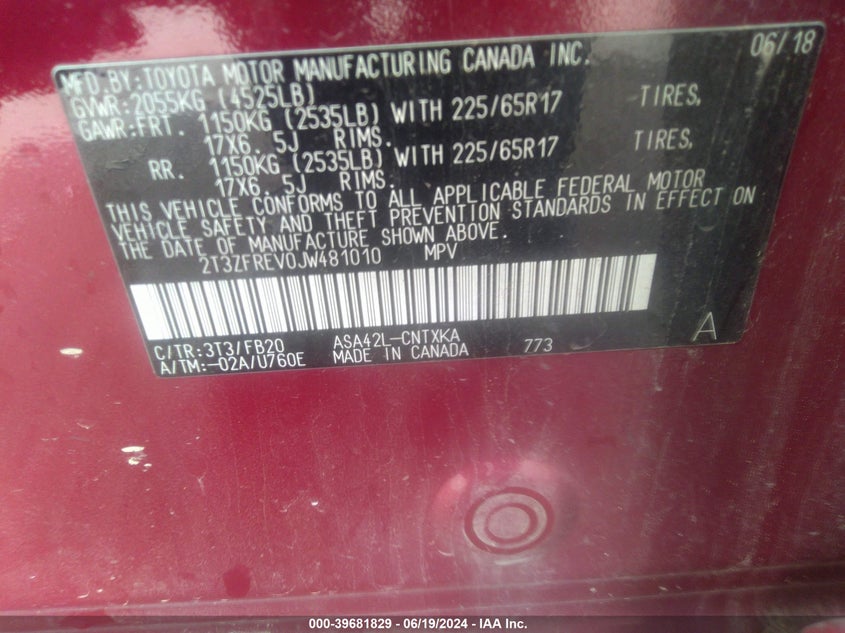 MFD.BY:TOYOTA MOTOR MANUFACTURING CANADA INC. 06/18
GVWR:2055KG (4525LB)
GAWR:FRT. 1150KG (2535LB) WITH 225/65R17 TIRES,
17X6. 5J RIMS.
RR. 1150KG (2535LB) WITH 225/65R17 TIRES,
17X6. 5J RIMS.
THIS VEHICLE CONFORMS TO ALL APPLICABLE FEDERAL MOTOR
VEHICLE SAFETY AND THEFT PREVENTION STANDARDS IN EFFECT ON
THE DATE OF MANUFACTURE SHOWN ABOVE.
2T3ZFREV0JW481010 MPV
C/TR:3T3/FB20 ASA42L-CNTXKA 773 A
A/TM:-02A/U760E MADE IN CANADA
000-39681829 - 06/19/2024 - IAA Inc.